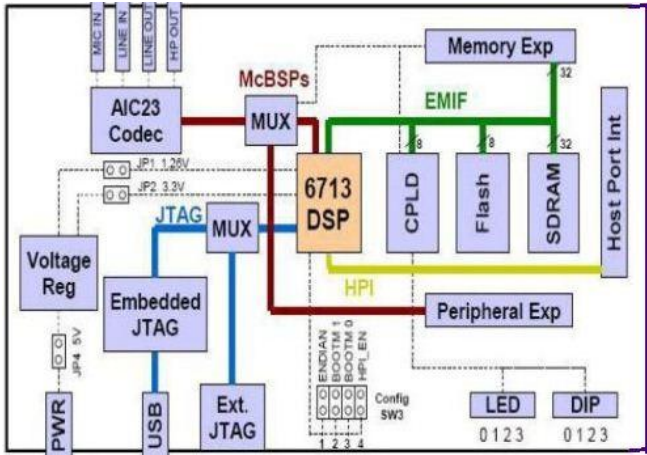 MIC IN
LINE IN
LINE OUT
HP OUT
AIC23
Codec
McBSPs
MUX
Memory Exp
32
EMIF
8
8
32
JP1 1.26V
JP2 3.3V
6713
DSP
CPLD
Flash
SDRAM
Host Port Int
JTAG
MUX
Voltage
Reg
Embedded
JTAG
HPI
Peripheral Exp
JP4 5V
ENDIAN
BOOTM 1
BOOTM 0
HPI_EN
Config
SW3
1 2 3 4
PWR
USB
Ext.
JTAG
LED
DIP
0 1 2 3
0 1 2 3